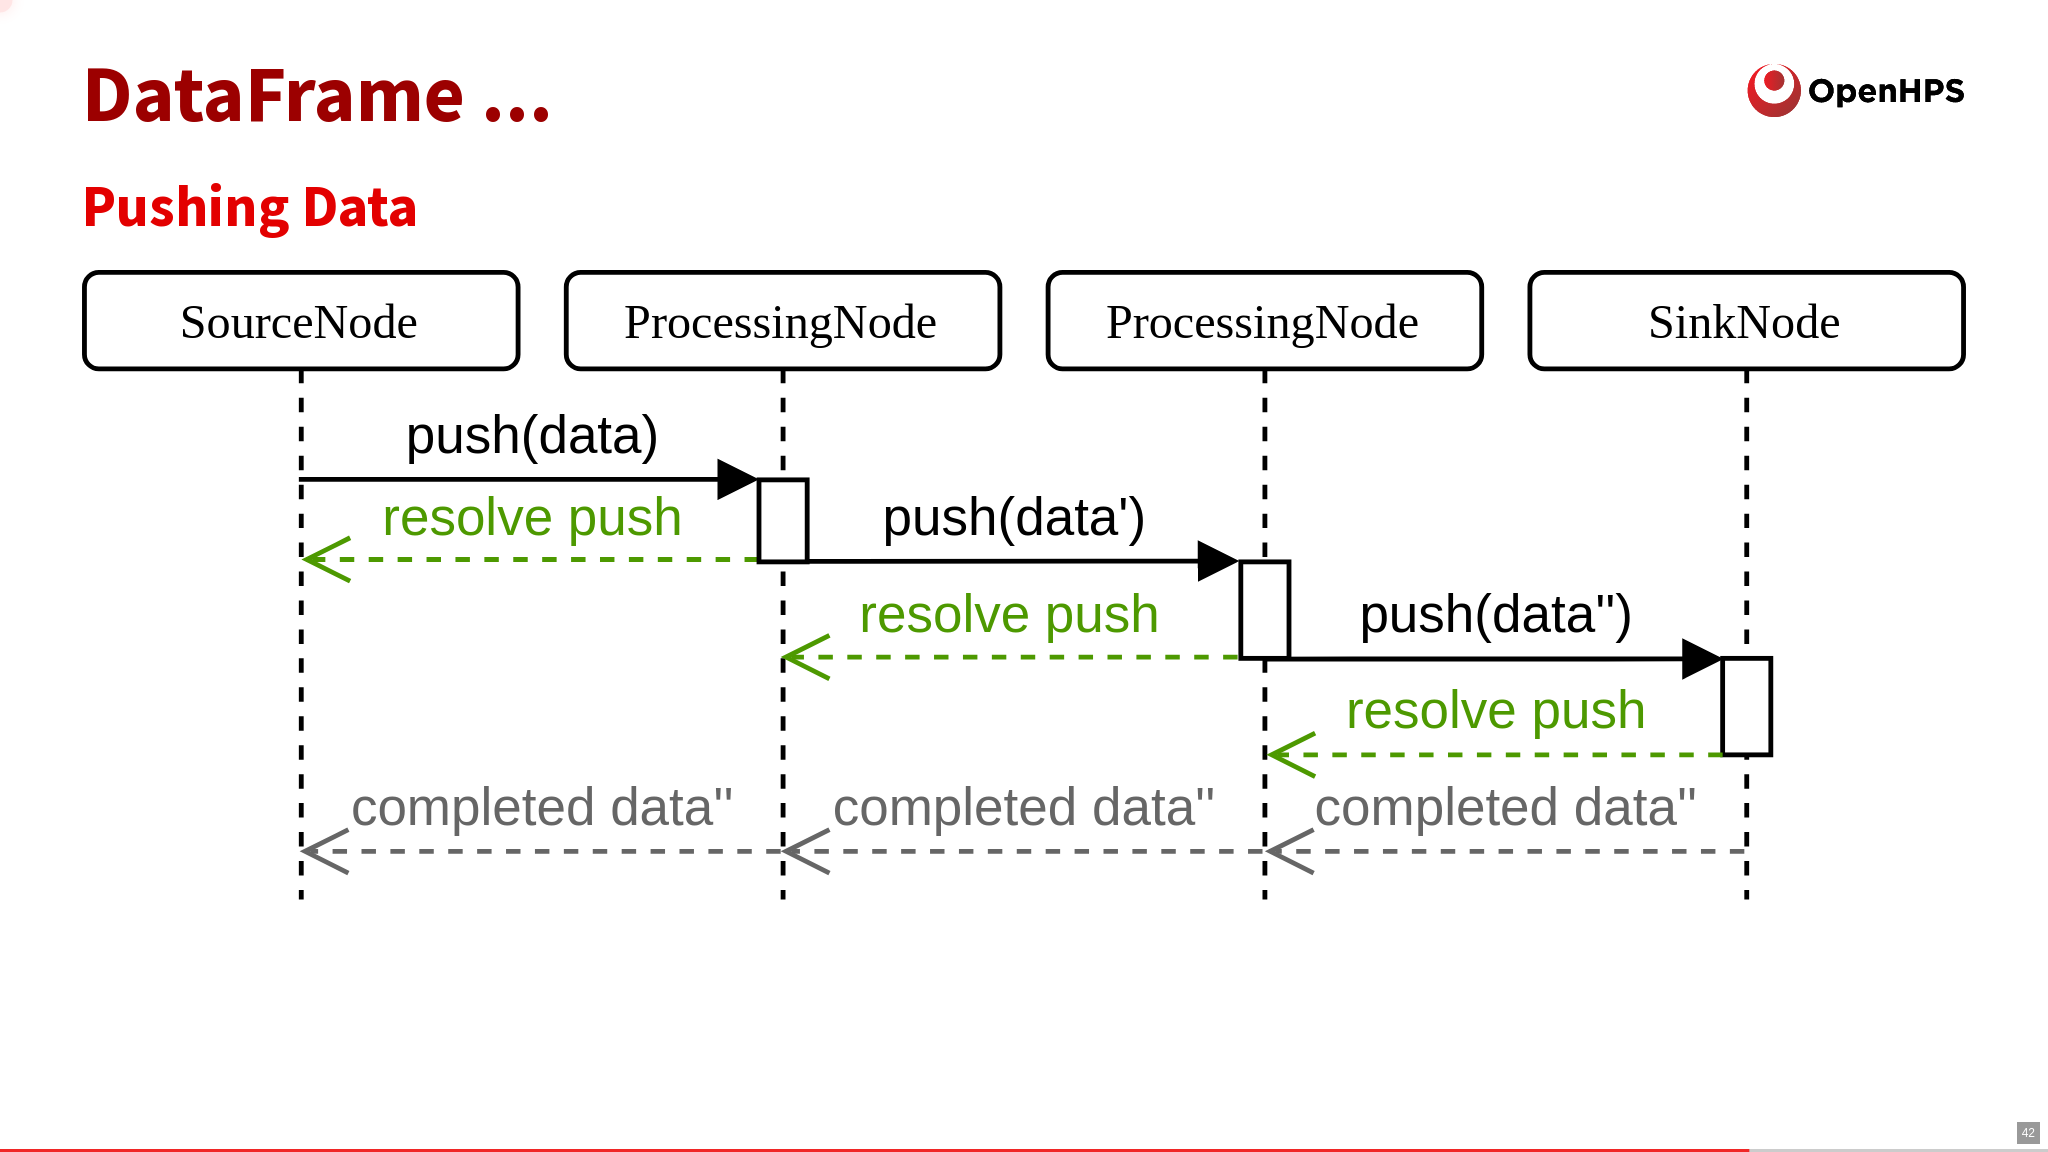 DataFrame ...
OpenHPS
Pushing Data
SourceNode
ProcessingNode
ProcessingNode
SinkNode
push(data)
resolve push
push(data')
resolve push
push(data'')
resolve push
completed data''
completed data''
completed data''
42